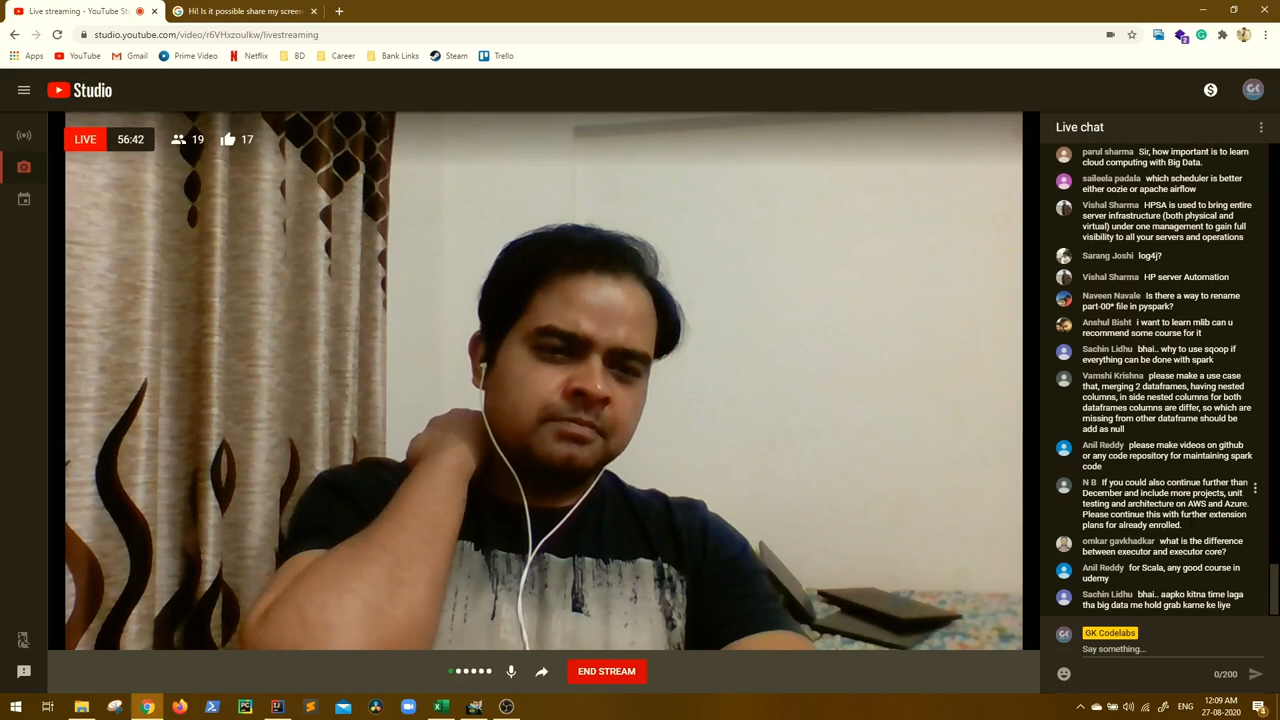 Live streaming - YouTube St
Hi! Is it possible share my screen
studio.youtube.com/video/r6VHxzoulkw/livestreaming
Apps YouTube Gmail Prime Video Netflix BD Career Bank Links Steam Trello
Studio
LIVE 56:42 19 17
Live chat
parul sharma Sir, how important is to learn
cloud computing with Big Data.
saileela padala which scheduler is better
either oozie or apache airflow
Vishal Sharma HPSA is used to bring entire
server infrastructure (both physical and
virtual) under one management to gain full
visibility to all your servers and operations
Sarang Joshi log4j?
Vishal Sharma HP server Automation
Naveen Navale Is there a way to rename
part-00* file in pyspark?
Anshul Bisht i want to learn mlib can u
recommend some course for it
Sachin Lidhu bhai.. why to use sqoop if
everything can be done with spark
Vamshi Krishna please make a use case
that, merging 2 dataframes, having nested
columns, in side nested columns for both
dataframes columns are differ, so which are
missing from other dataframe should be
add as null
Anil Reddy please make videos on github
or any code repository for maintaining spark
code
N B If you could also continue further than
December and include more projects, unit
testing and architecture on AWS and Azure.
Please continue this with further extension
plans for already enrolled.
omkar gavkhadkar what is the difference
between executor and executor core?
Anil Reddy for Scala, any good course in
udemy
Sachin Lidhu bhai.. aapko kitna time laga
tha big data me hold grab karne ke liye
GK Codelabs
Say something...
0/200
END STREAM
12:09 AM
27-08-2020